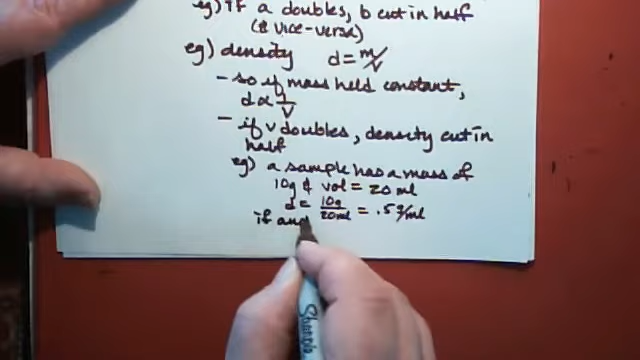 eg) if a doubles, b cut in half
(& vice-versa)
eg) density d = m/v
- so if mass held constant,
d ∝ 1/v
- if v doubles, density cut in
half
eg) a sample has a mass of
10g & vol = 20 ml
d = 10g/20ml = .5 g/ml
if
Sharpie